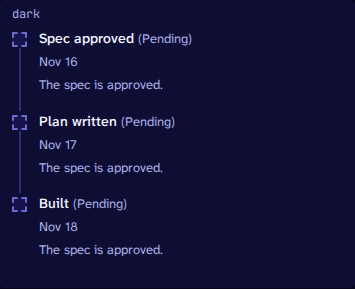 dark
Spec approved (Pending)
Nov 16
The spec is approved.
Plan written (Pending)
Nov 17
The spec is approved.
Built (Pending)
Nov 18
The spec is approved.